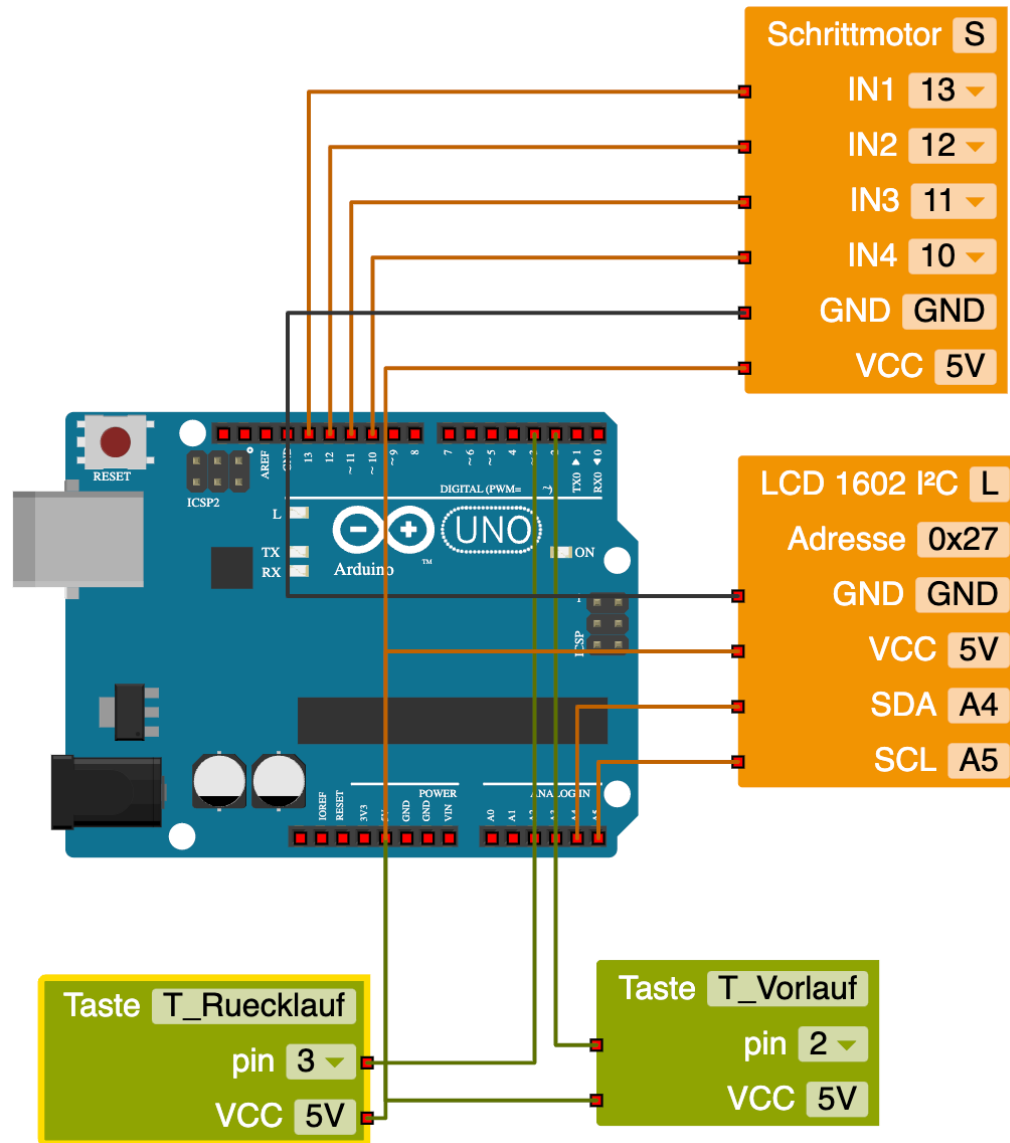 Schrittmotor S
IN1 13
IN2 12
IN3 11
IN4 10
GND GND
VCC 5V
RESET
ICSP2
AREF
GND
13
12
~ 11
~ 10
~ 9
8
7
~ 6
~ 5
4
~ 3
2
TX0 ▶ 1
RX0 ◀ 0
DIGITAL (PWM= ~)
L
TX
RX
Arduino
TM
UNO
ON
ICSP
1
LCD 1602 I²C L
Adresse 0x27
GND GND
VCC 5V
SDA A4
SCL A5
POWER
ANALOG IN
IOREF
RESET
3V3
5V
GND
GND
VIN
A0
A1
A2
A3
A4
A5
Taste T_Ruecklauf
pin 3
VCC 5V
Taste T_Vorlauf
pin 2
VCC 5V